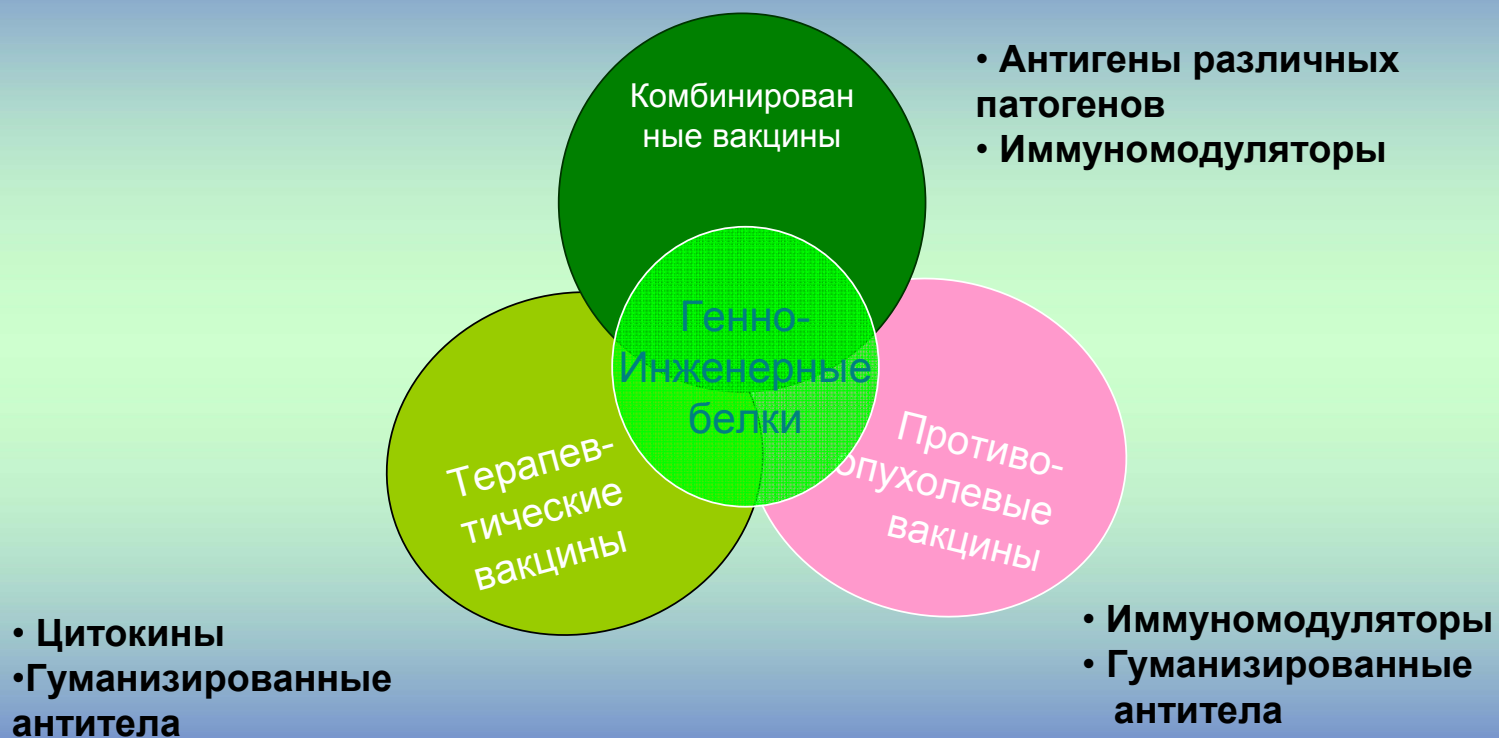 Комбинирован
ные вакцины
• Антигены различных
патогенов
• Иммуномодуляторы
Генно-
Инженерные
белки
Терапев-
тические
вакцины
Противо-
опухолевые
вакцины
• Цитокины
•Гуманизированные
антитела
• Иммуномодуляторы
• Гуманизированные
антитела